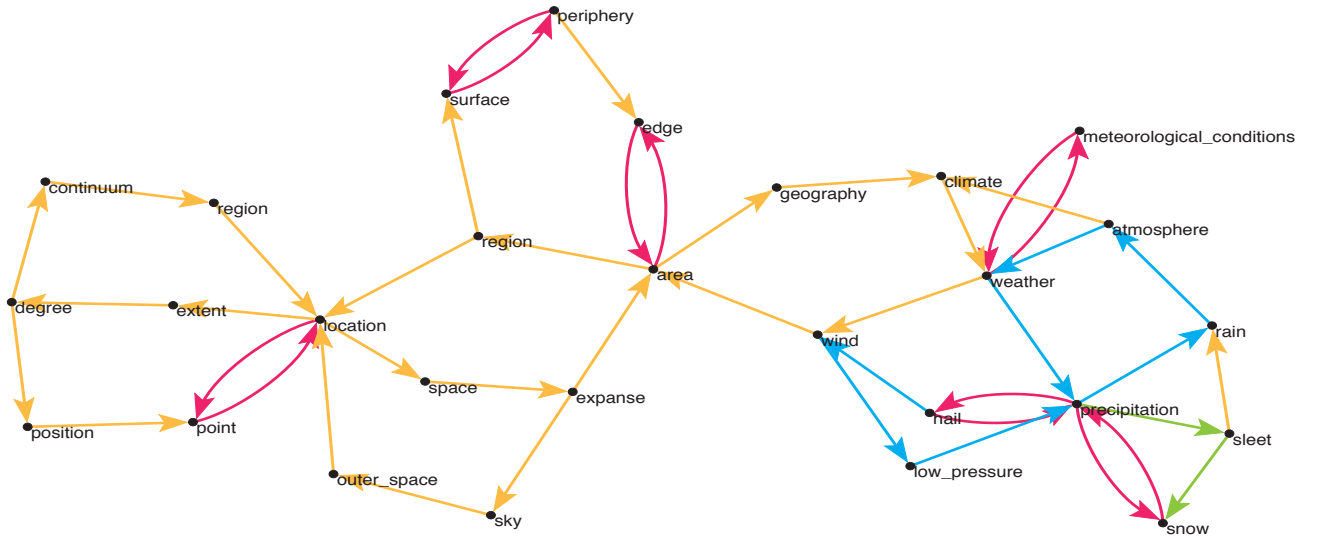 periphery
surface
edge
meteorological_conditions
continuum
climate
geography
region
atmosphere
region
area
weather
degree
extent
location
rain
wind
space
expanse
precipitation
hail
position
point
sleet
low_pressure
outer_space
sky
snow